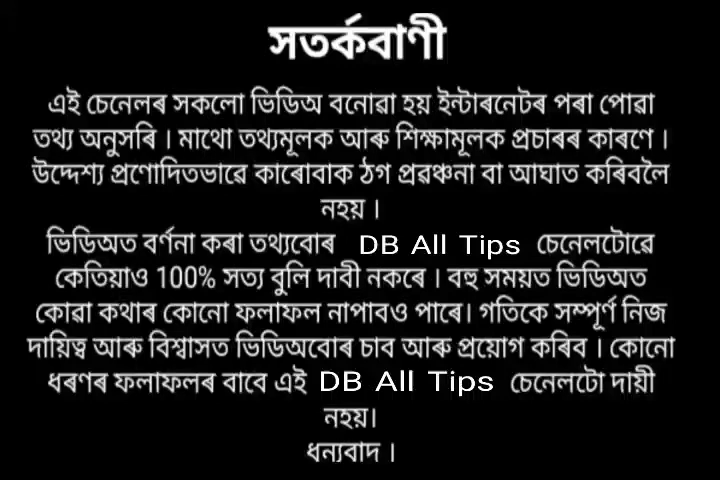 সতৰ্কবাণী
এই চেনেলৰ সকলো ভিডিঅ বনোৱা হয় ইন্টাৰনেটৰ পৰা পোৱা
তথ্য অনুসৰি । মাথো তথ্যমূলক আৰু শিক্ষামূলক প্ৰচাৰৰ কাৰণে ।
উদ্দেশ্য প্ৰণোদিতভাৱে কাৰোবাক ঠগ প্ৰৱঞ্চনা বা আঘাত কৰিবলৈ
নহয় ।
ভিডিঅত বৰ্ণনা কৰা তথ্যবোৰ DB All Tips চেনেলটোৱে
কেতিয়াও 100% সত্য বুলি দাবী নকৰে । বহু সময়ত ভিডিঅত
কোৱা কথাৰ কোনো ফলাফল নাপাবও পাৰে। গতিকে সম্পূৰ্ণ নিজ
দায়িত্ব আৰু বিশ্বাসত ভিডিঅবোৰ চাব আৰু প্ৰয়োগ কৰিব । কোনো
ধৰণৰ ফলাফলৰ বাবে এই DB All Tips চেনেলটো দায়ী
নহয়।
ধন্যবাদ ।